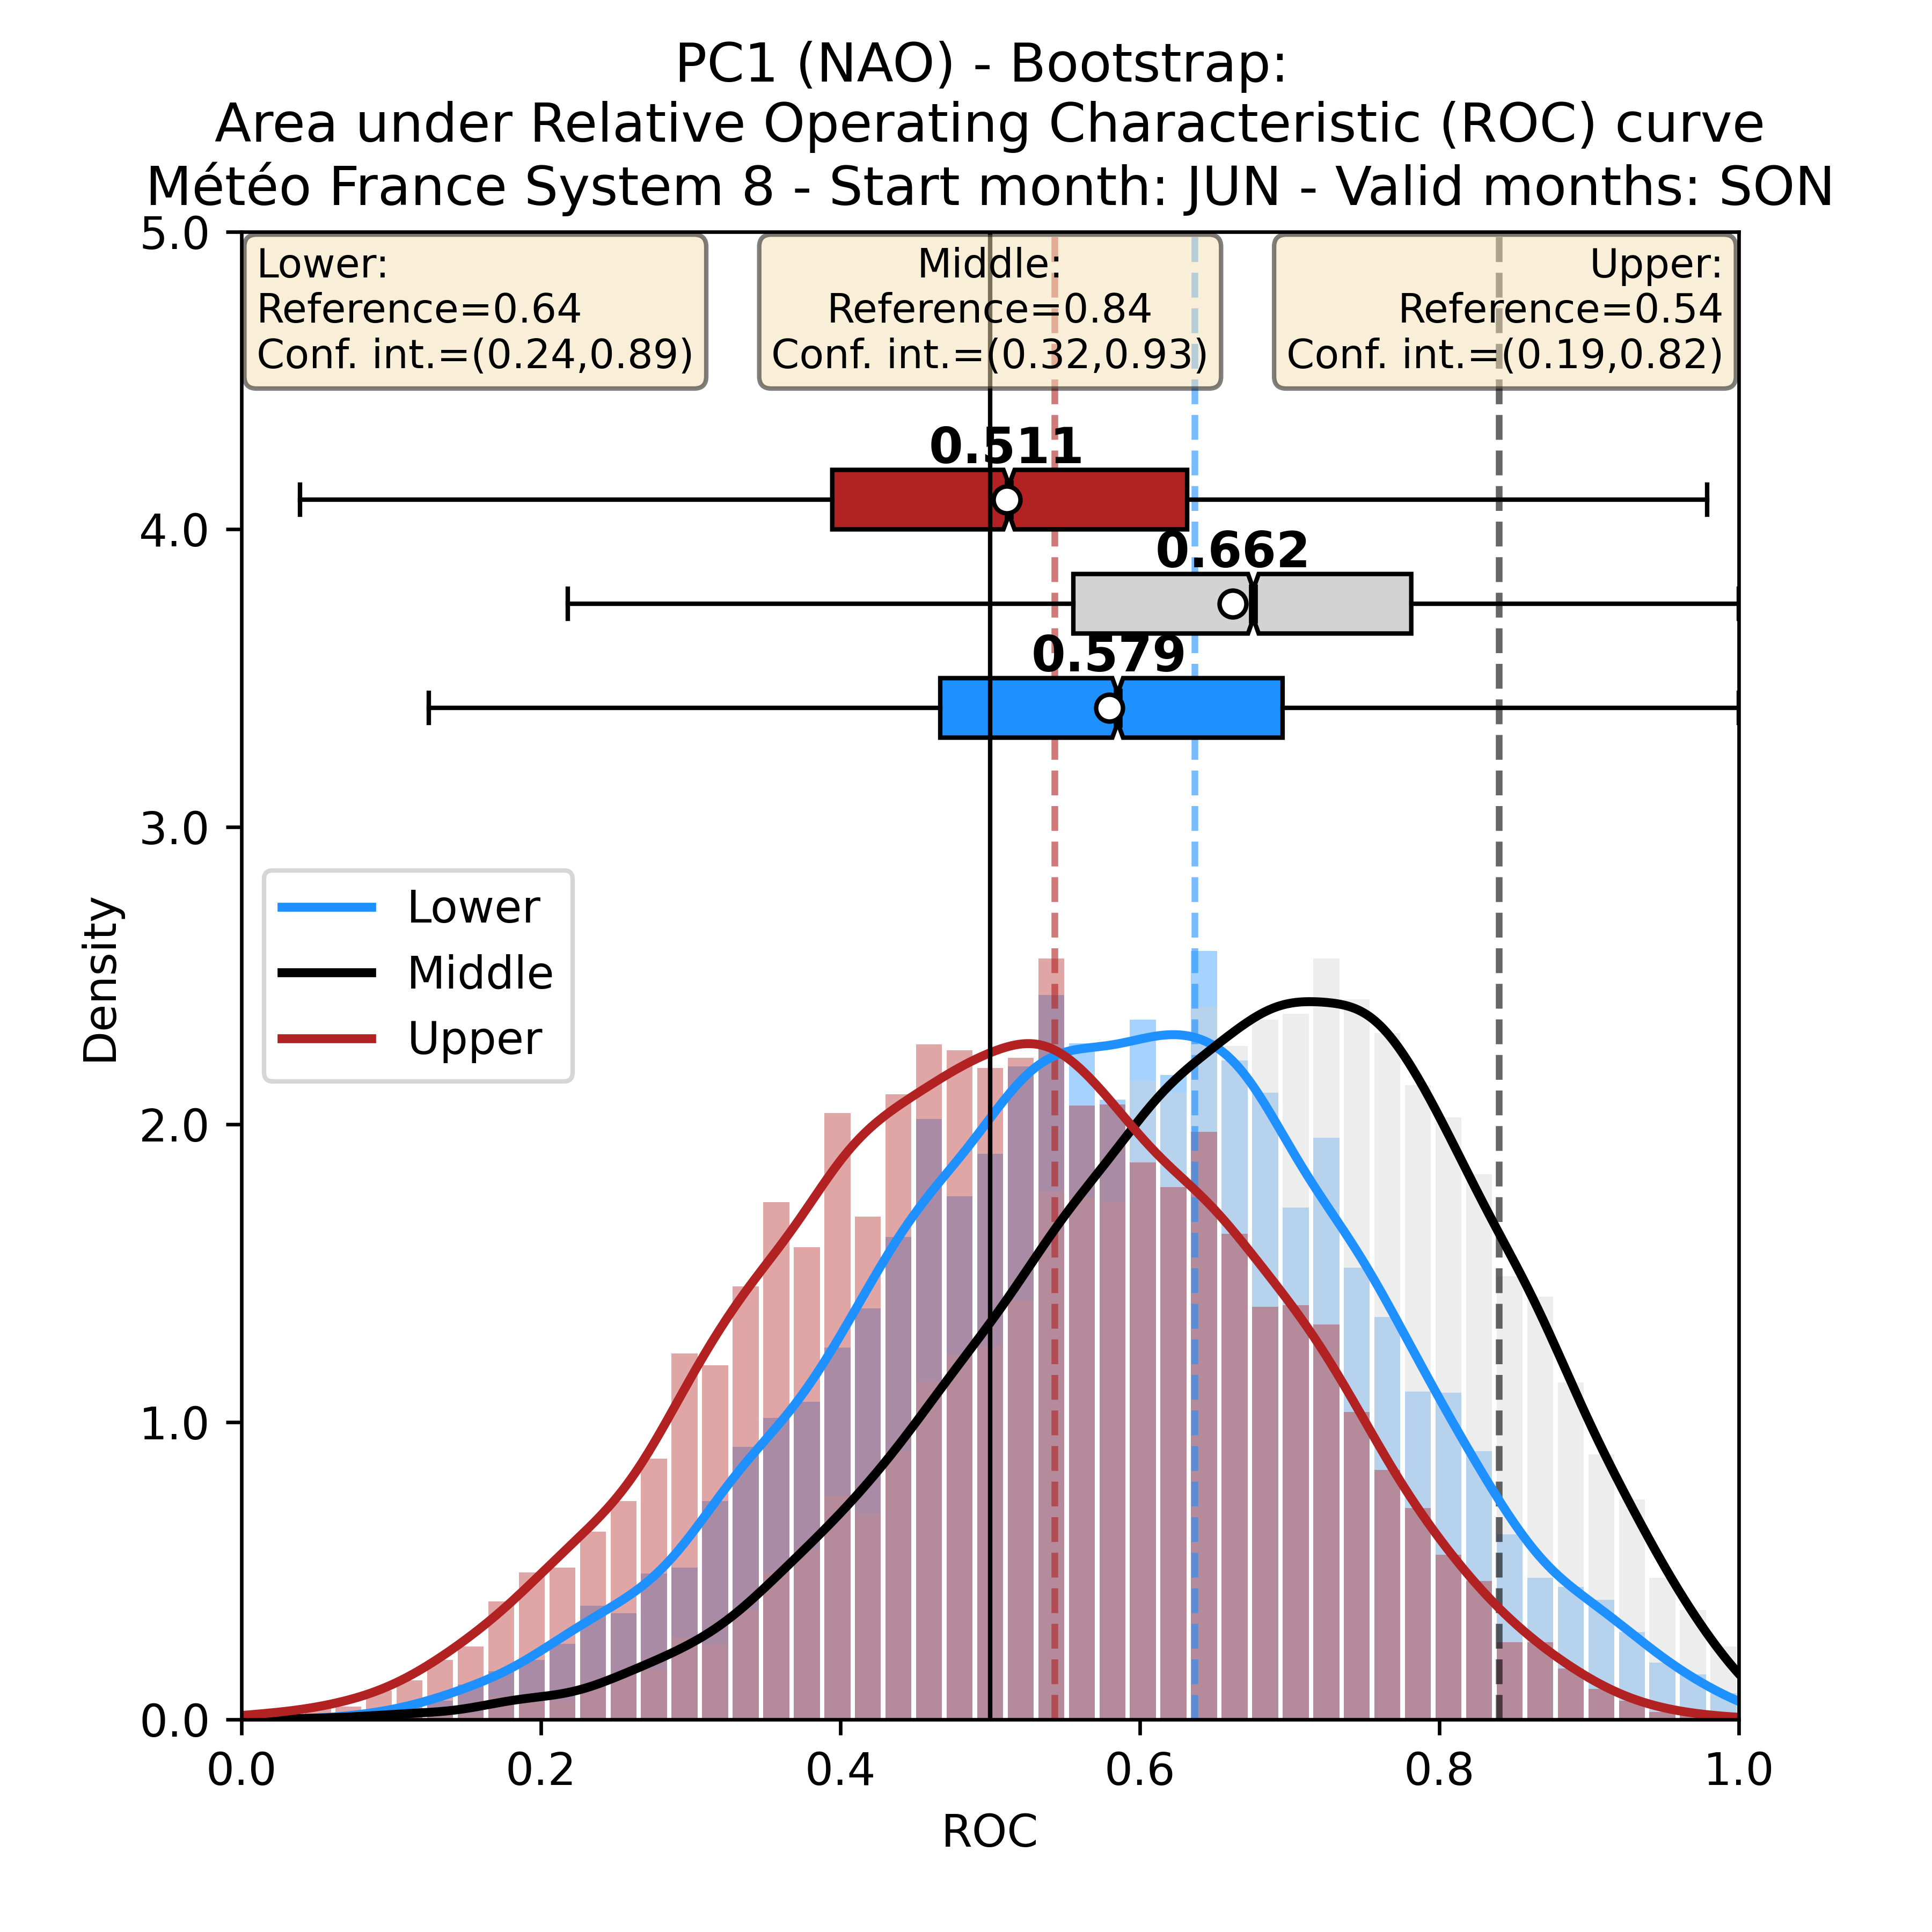 PC1 (NAO) - Bootstrap:
Area under Relative Operating Characteristic (ROC) curve
Météo France System 8 - Start month: JUN - Valid months: SON
Lower:
Reference=0.64
Conf. int.=(0.24,0.89)
Middle:
Reference=0.84
Conf. int.=(0.32,0.93)
Upper:
Reference=0.54
Conf. int.=(0.19,0.82)
0.511
0.662
0.579
Lower
Middle
Upper
Density
5.0
4.0
3.0
2.0
1.0
0.0
0.0 0.2 0.4 0.6 0.8 1.0
ROC